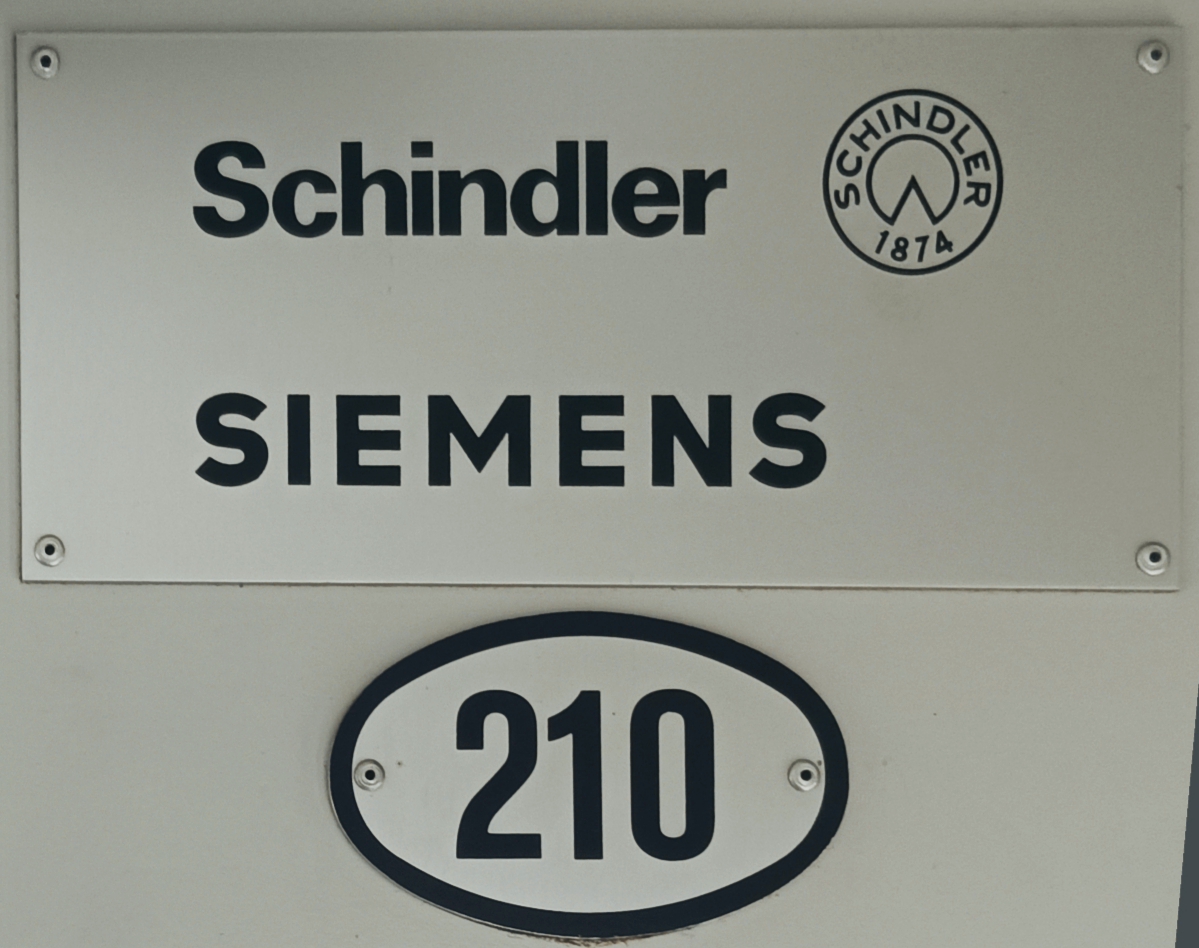 Schindler
SCHINDLER
1874
SIEMENS
210